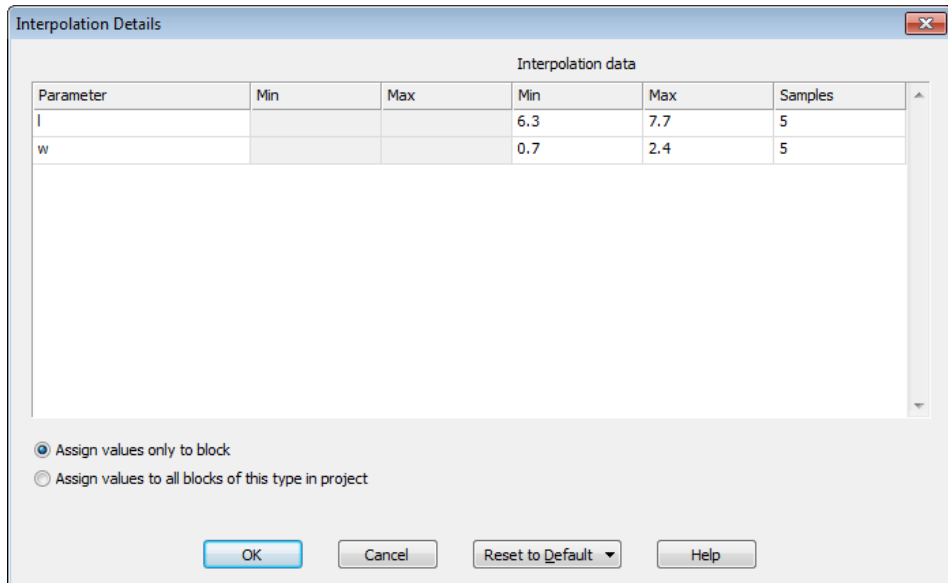 Interpolation Details
Interpolation data
Parameter Min Max Min Max Samples
l 6.3 7.7 5
w 0.7 2.4 5
Assign values only to block
Assign values to all blocks of this type in project
OK Cancel Reset to Default Help